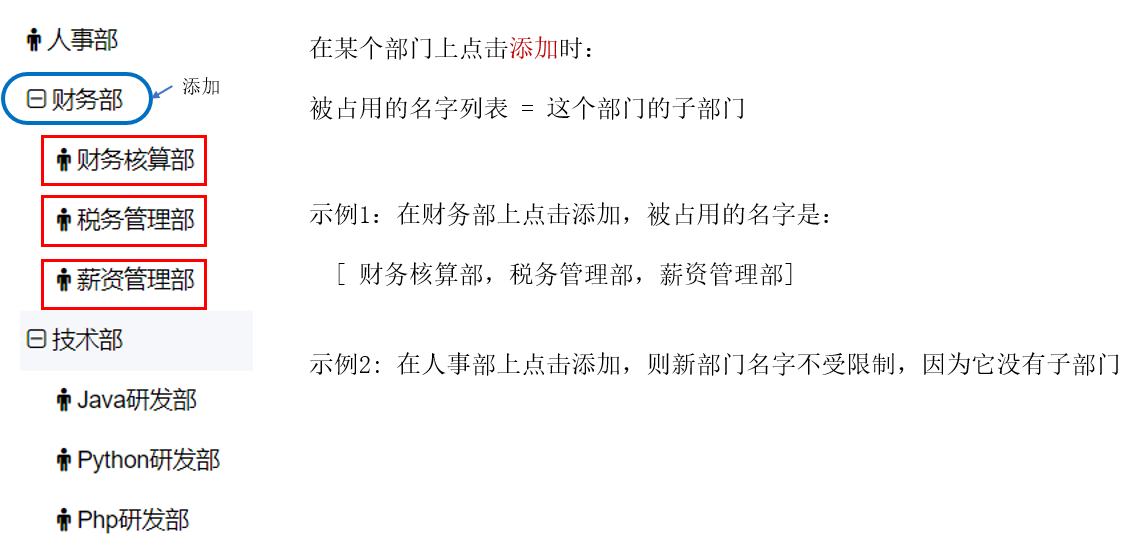 人事部
财务部
添加
财务核算部
税务管理部
薪资管理部
技术部
Java研发部
Python研发部
Php研发部
在某个部门上点击添加时：
被占用的名字列表 = 这个部门的子部门
示例1：在财务部上点击添加，被占用的名字是：
[ 财务核算部，税务管理部，薪资管理部]
示例2: 在人事部上点击添加，则新部门名字不受限制，因为它没有子部门